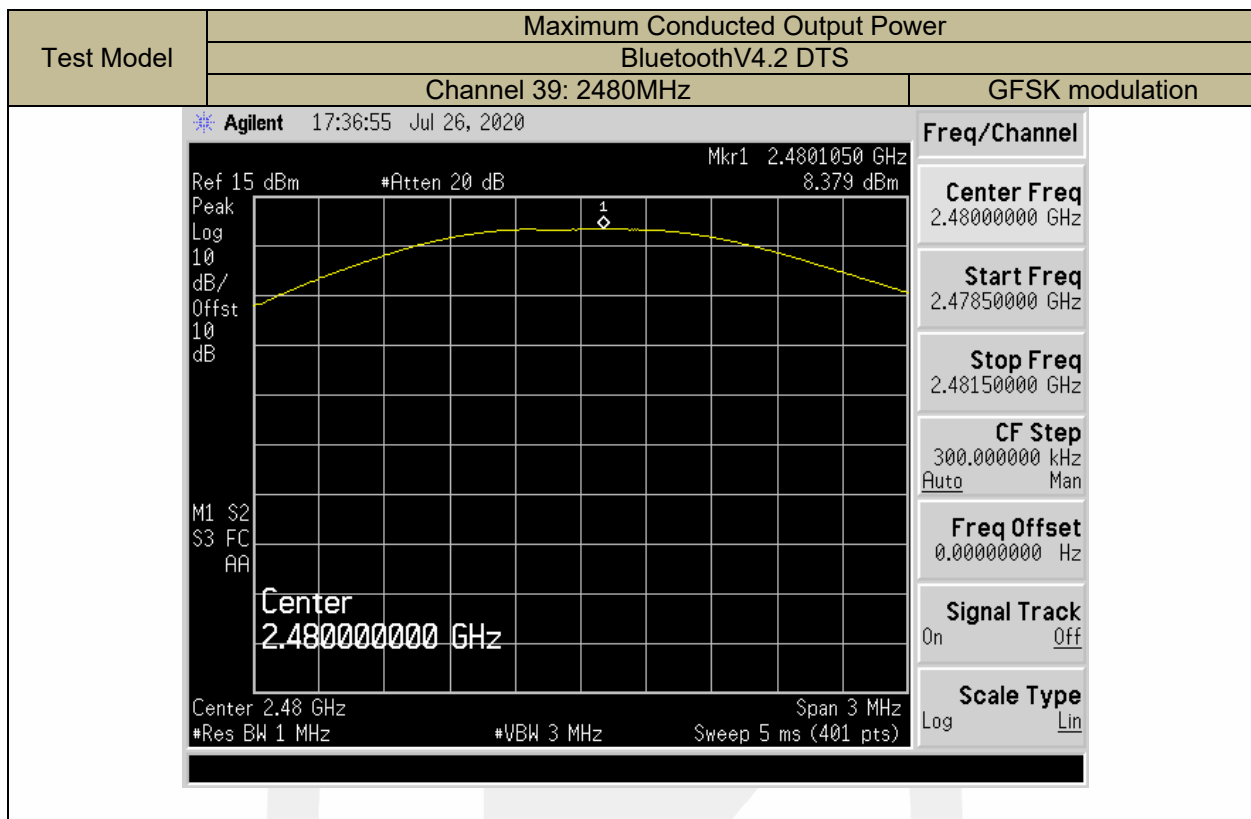 Test Model
Maximum Conducted Output Power
BluetoothV4.2 DTS
Channel 39: 2480MHz GFSK modulation
Agilent 17:36:55 Jul 26, 2020
Mkr1 2.4801050 GHz
Ref 15 dBm #Atten 20 dB 8.379 dBm
Peak
Log
10
dB/
Offst
10
dB
1
M1 S2
S3 FC
AA
Center
2.480000000 GHz
Center 2.48 GHz Span 3 MHz
#Res BW 1 MHz #VBW 3 MHz Sweep 5 ms (401 pts)
Freq/Channel
Center Freq
2.48000000 GHz
Start Freq
2.47850000 GHz
Stop Freq
2.48150000 GHz
CF Step
300.000000 kHz
Auto Man
Freq Offset
0.00000000 Hz
Signal Track
On Off
Scale Type
Log Lin